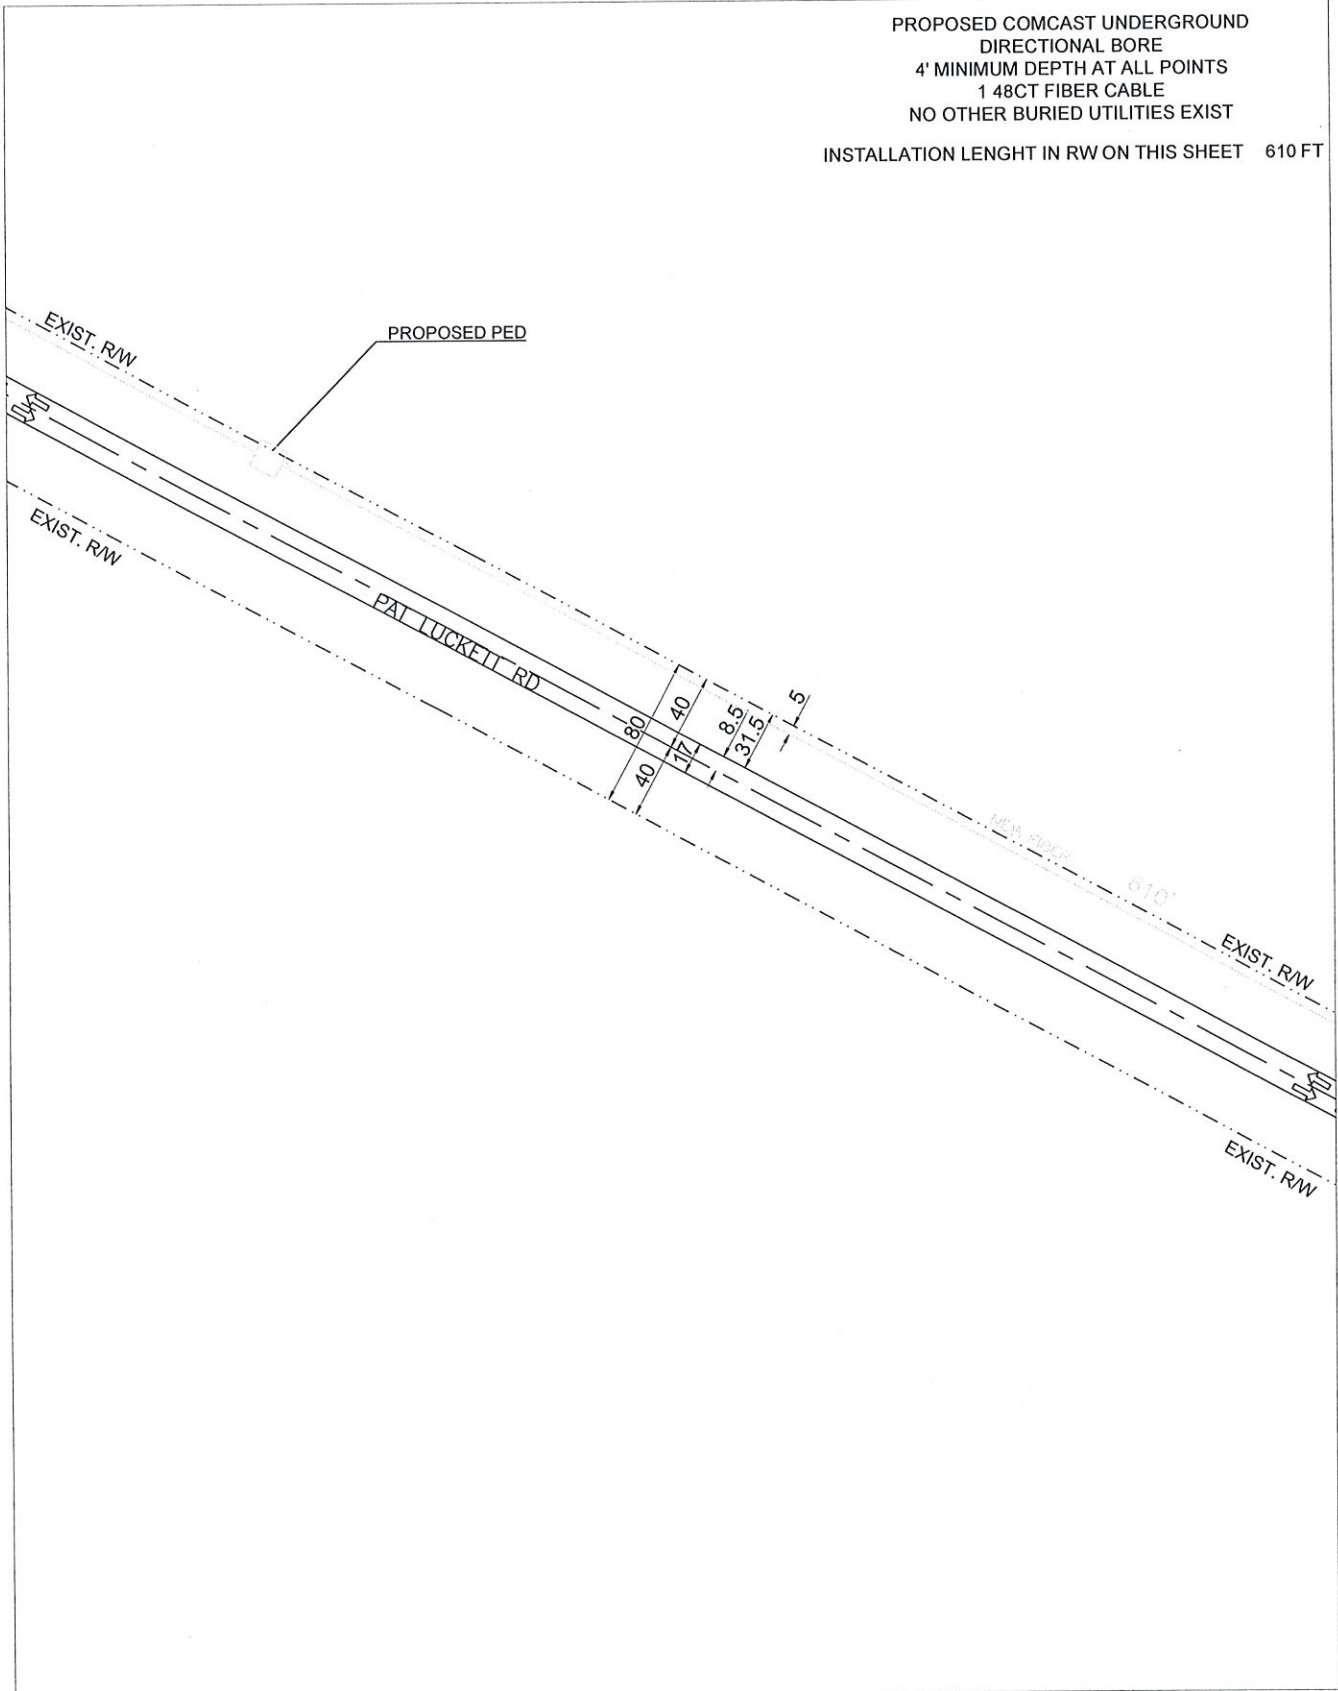 PROPOSED COMCAST UNDERGROUND
DIRECTIONAL BORE
4' MINIMUM DEPTH AT ALL POINTS
1 48CT FIBER CABLE
NO OTHER BURIED UTILITIES EXIST
INSTALLATION LENGHT IN RW ON THIS SHEET 610 FT
EXIST. R/W
PROPOSED PED
EXIST. R/W
PAT LUCKETT RD
80
40
40
17
8.5
31.5
5
NEW FIBER
610'
EXIST. R/W
EXIST. R/W